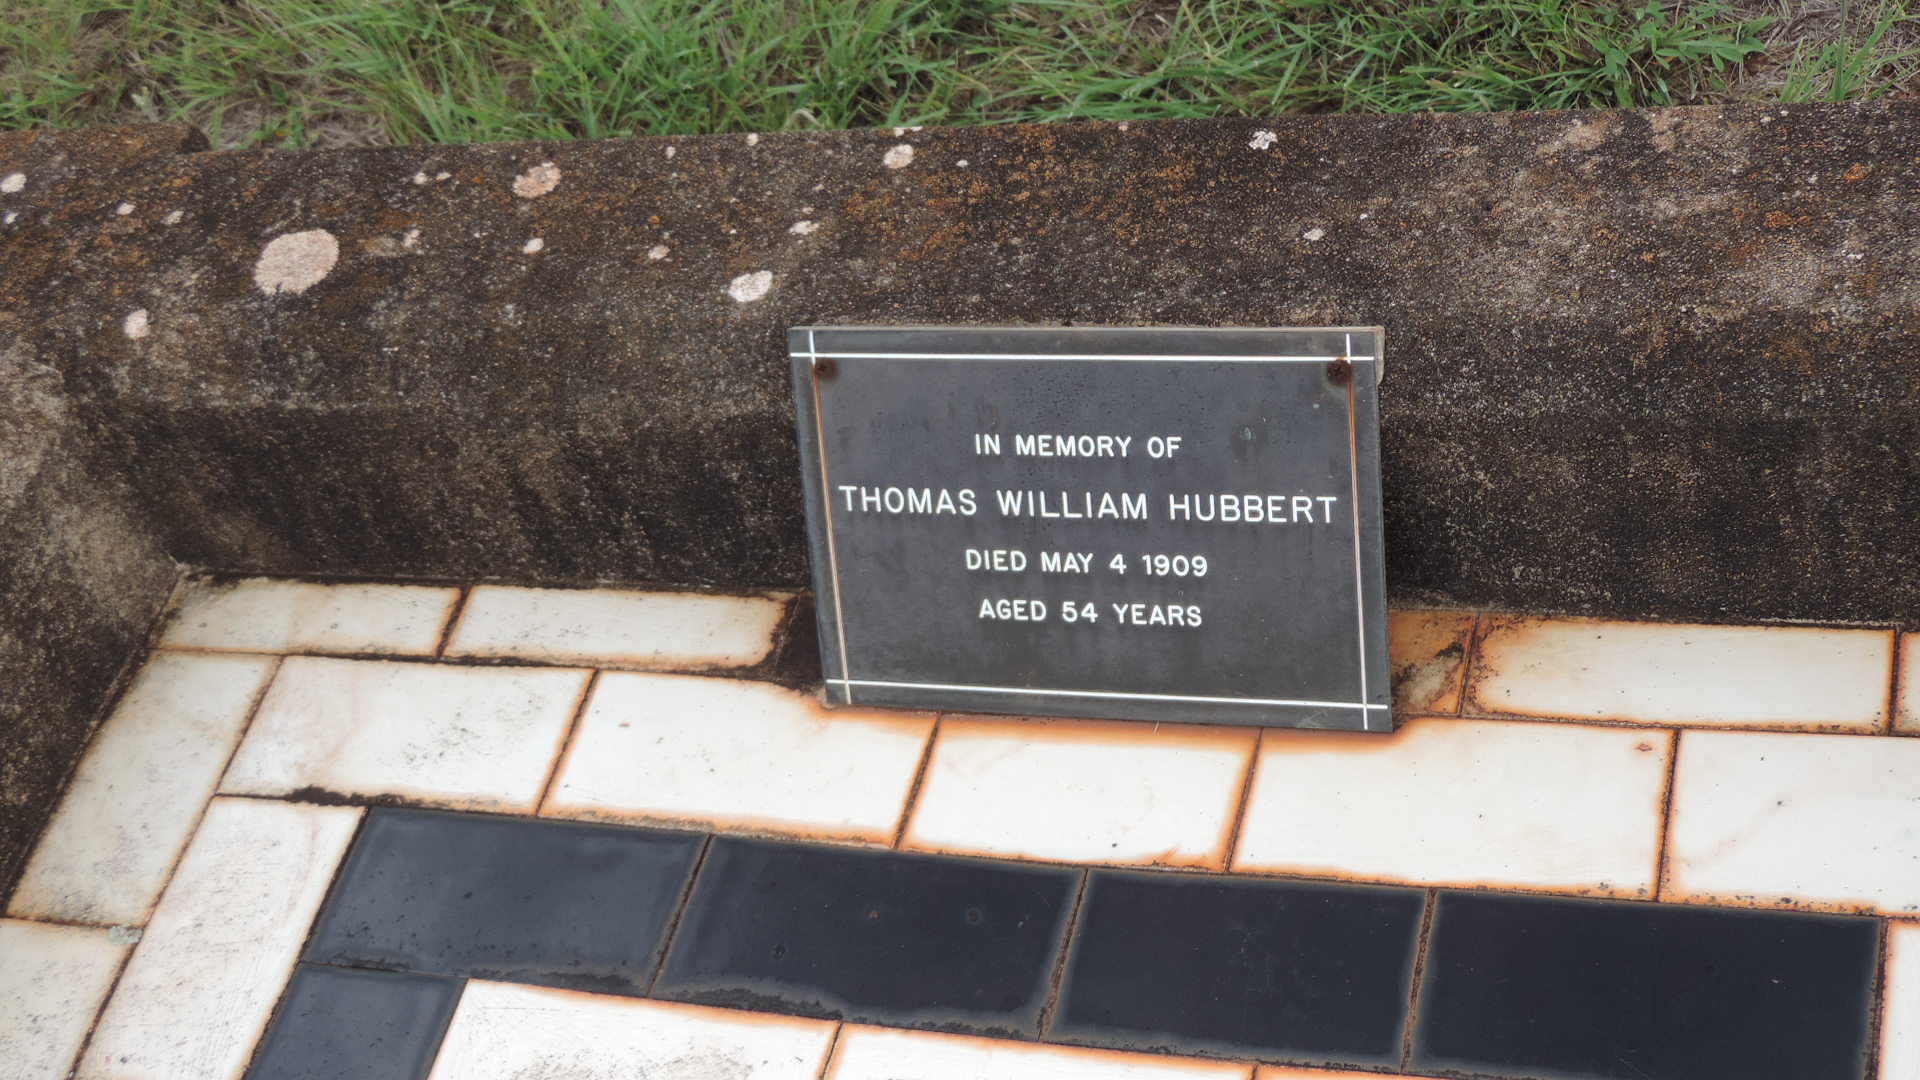 IN MEMORY OF
THOMAS WILLIAM HUBBERT
DIED MAY 4 1909
AGED 54 YEARS